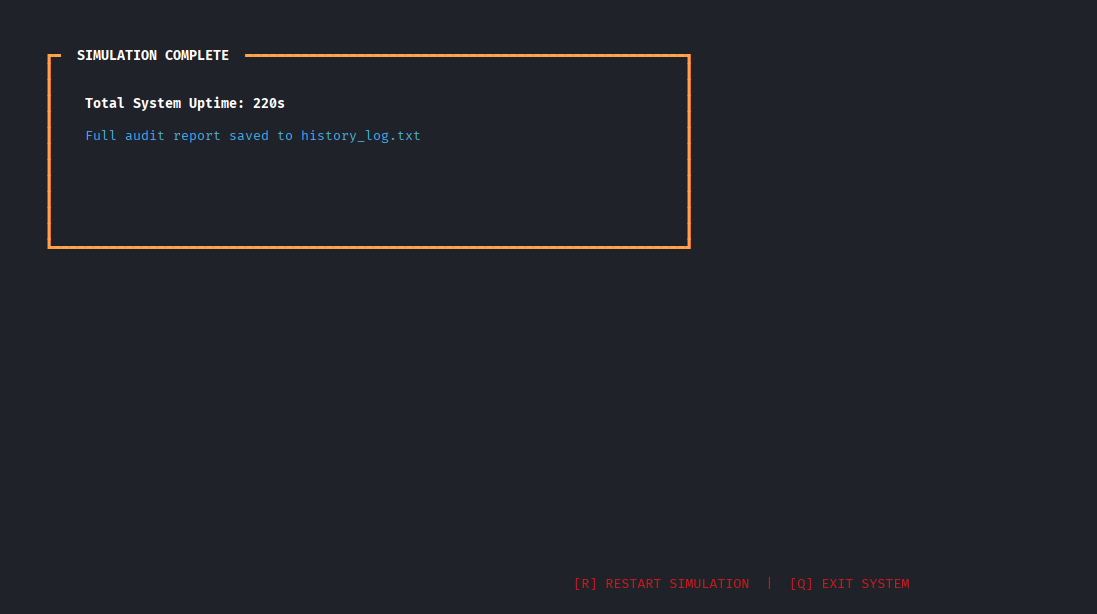 SIMULATION COMPLETE
Total System Uptime: 220s
Full audit report saved to history_log.txt
[R] RESTART SIMULATION | [Q] EXIT SYSTEM